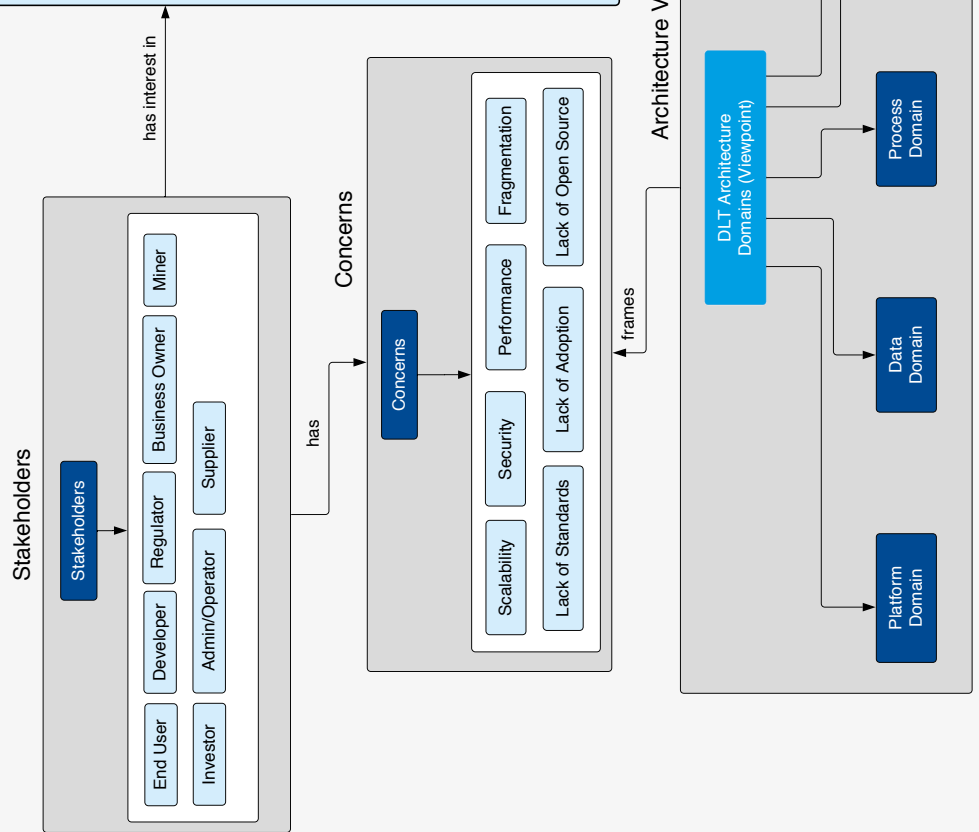 Stakeholders
Stakeholders
End User
Developer
Regulator
Business Owner
Miner
Investor
Admin/Operator
Supplier
has interest in
has
Concerns
Concerns
Scalability
Security
Performance
Fragmentation
Lack of Standards
Lack of Adoption
Lack of Open Source
frames
Architecture V
DLT Architecture
Domains (Viewpoint)
Platform
Domain
Data
Domain
Process
Domain